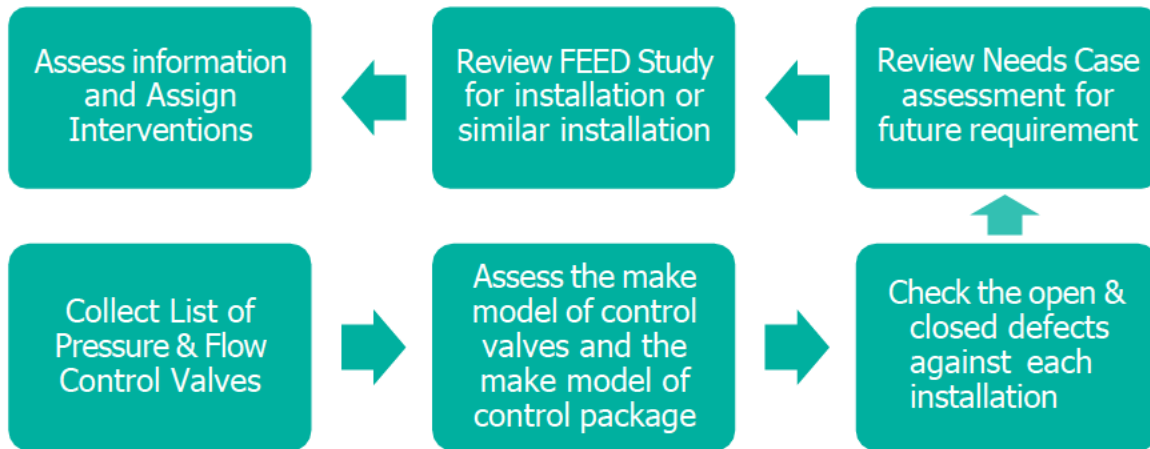 Assess information
and Assign
Interventions
Review FEED Study
for installation or
similar installation
Review Needs Case
assessment for
future requirement
Collect List of
Pressure & Flow
Control Valves
Assess the make
model of control
valves and the
make model of
control package
Check the open &
closed defects
against each
installation